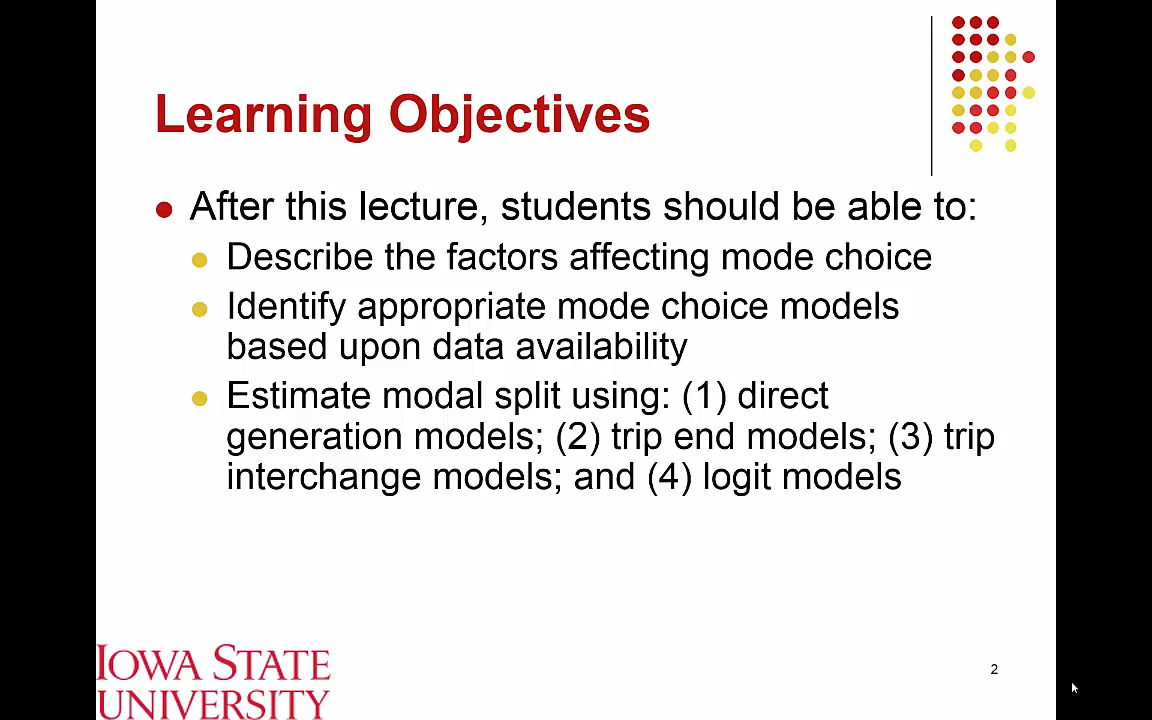 Learning Objectives
After this lecture, students should be able to:
Describe the factors affecting mode choice
Identify appropriate mode choice models
based upon data availability
Estimate modal split using: (1) direct
generation models; (2) trip end models; (3) trip
interchange models; and (4) logit models
IOWA STATE
UNIVERSITY
2